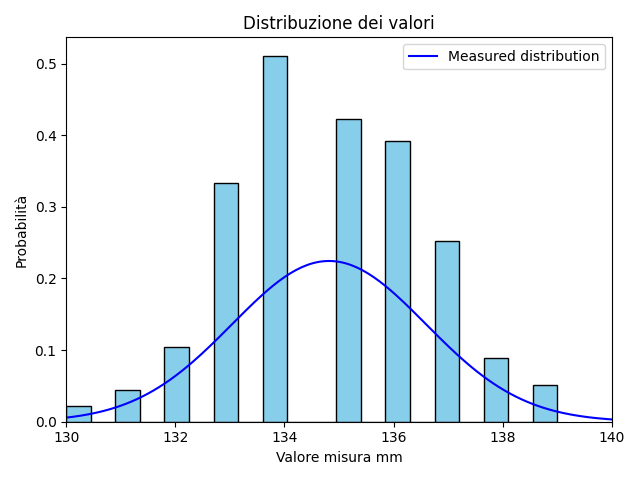 Distribuzione dei valori
Measured distribution
Probabilità
0.5
0.4
0.3
0.2
0.1
0.0
130 132 134 136 138 140
Valore misura mm